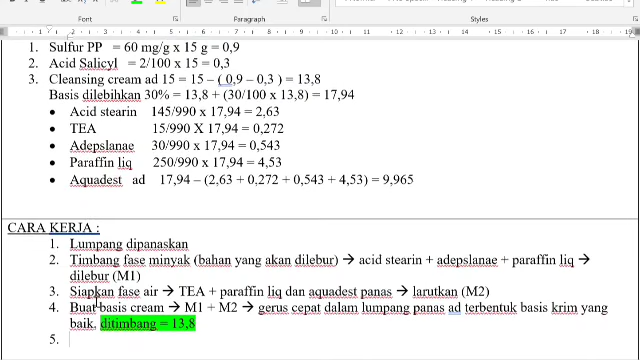 Font
Paragraph
Styles
1. Sulfur PP = 60 mg/g x 15 g = 0,9
2. Acid Salicyl = 2/100 x 15 = 0,3
3. Cleansing cream ad 15 = 15 – ( 0,9 – 0,3 ) = 13,8
Basis dilebihkan 30% = 13,8 + (30/100 x 13,8) = 17,94
• Acid stearin 145/990 x 17,94 = 2,63
• TEA 15/990 X 17,94 = 0,272
• Adepslanae 30/990 x 17,94 = 0,543
• Paraffin liq 250/990 x 17,94 = 4,53
• Aquadest ad 17,94 – (2,63 + 0,272 + 0,543 + 4,53) = 9,965
CARA KERJA :
1. Lumpang dipanaskan
2. Timbang fase minyak (bahan yang akan dilebur) → acid stearin + adepslanae + paraffin liq →
dilebur (M1)
3. Siapkan fase air → TEA + paraffin liq dan aquadest panas → larutkan (M2)
4. Buat basis cream → M1 + M2 → gerus cepat dalam lumpang panas ad terbentuk basis krim yang
baik, ditimbang = 13,8
5.